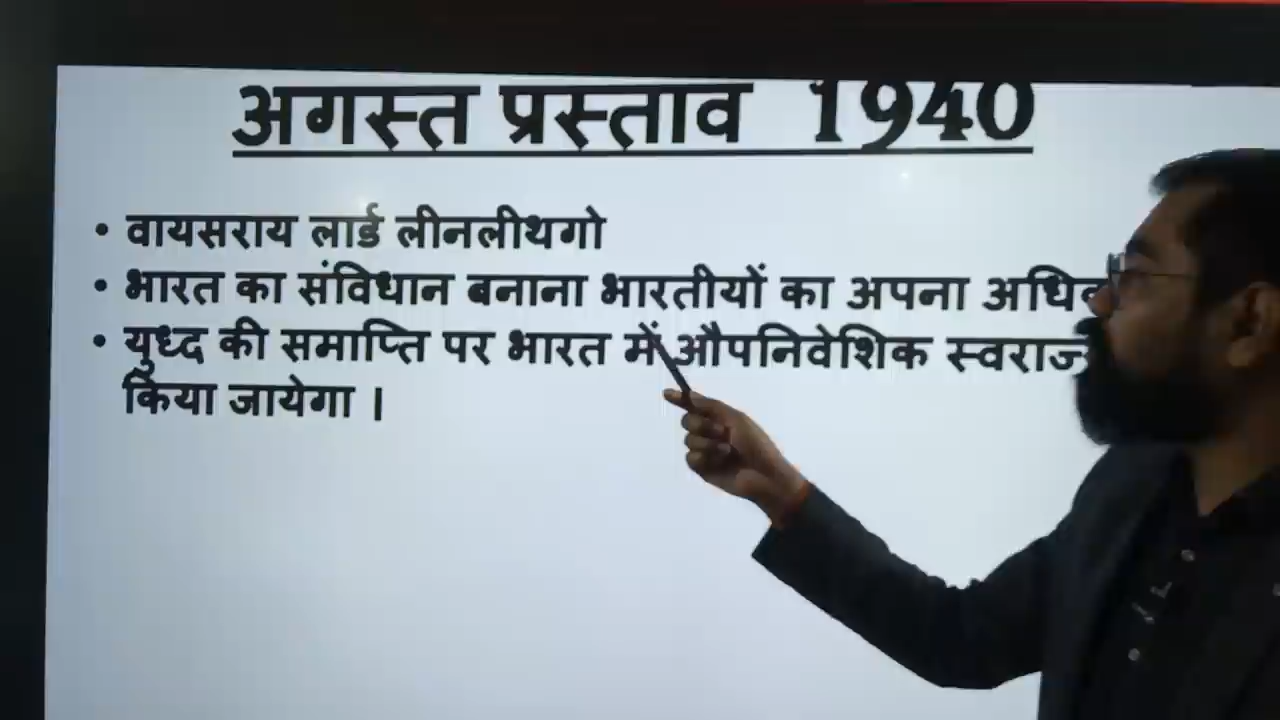 अगस्त प्रस्ताव 1940
• वायसराय लार्ड लीनलीथगो
• भारत का संविधान बनाना भारतीयों का अपना
• युध्द की समाप्ति पर भारत में औपनिवेशिक
किया जायेगा ।